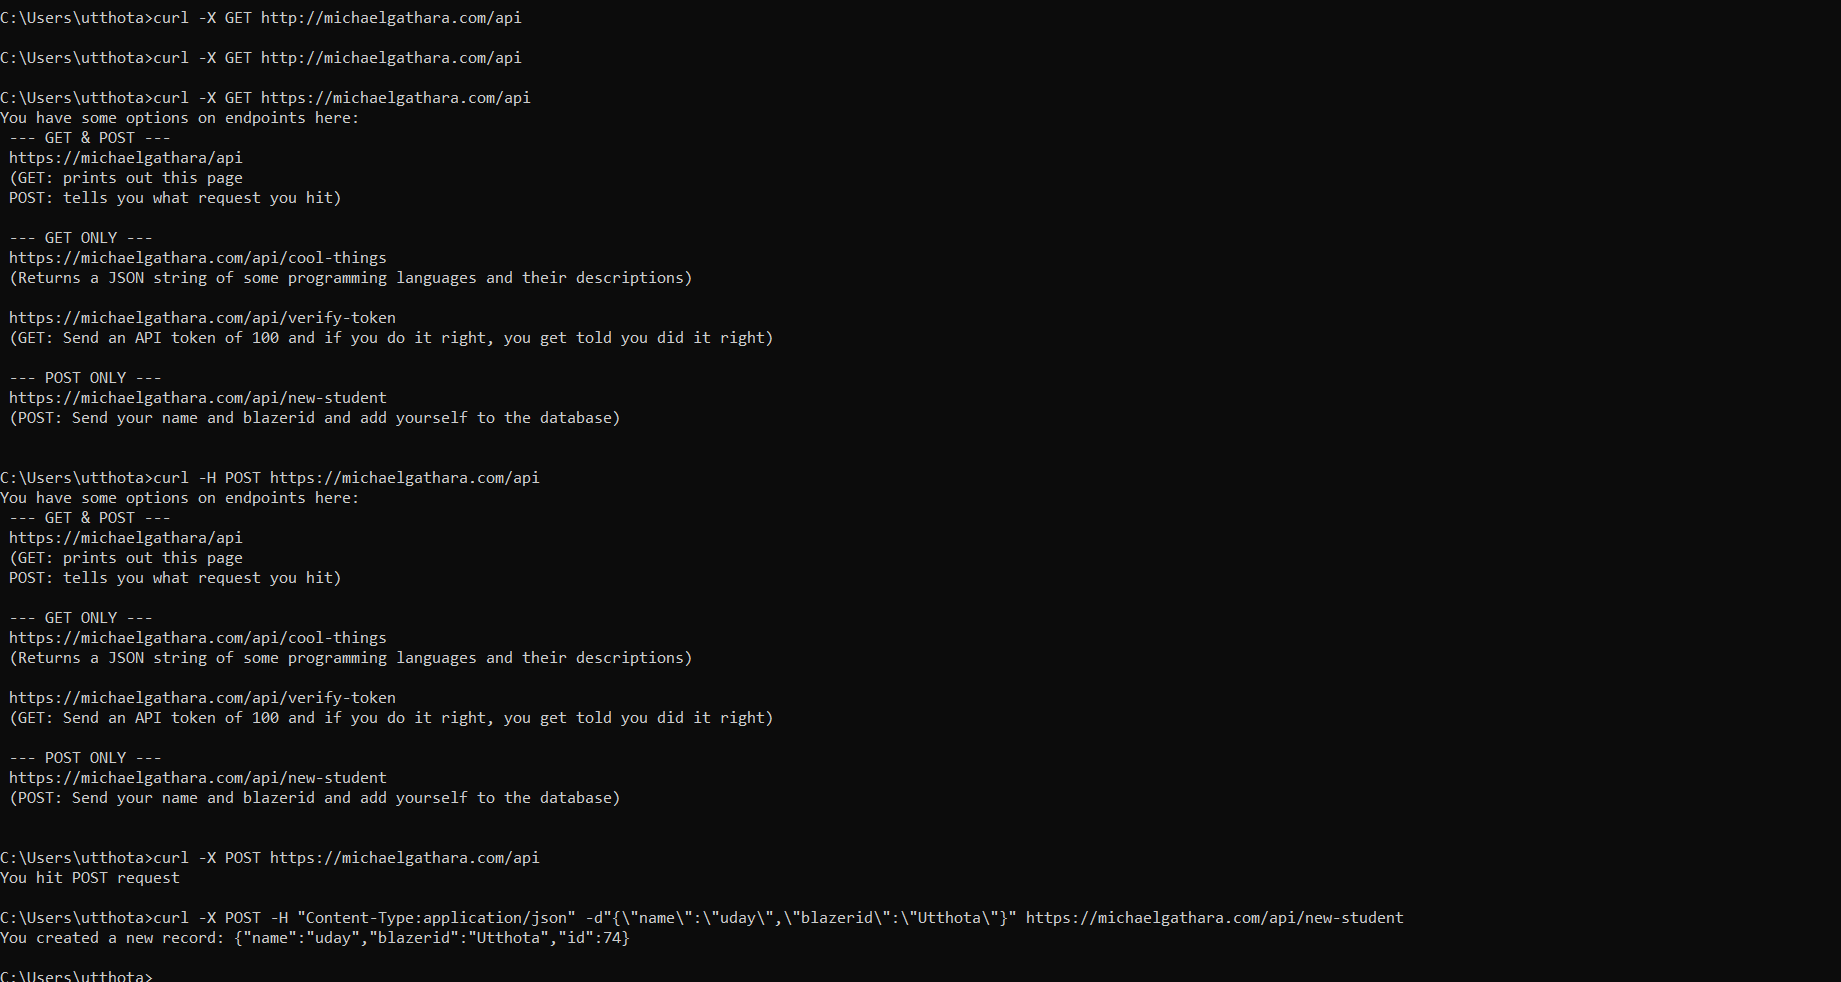 C:\Users\utthota>curl -X GET http://michaelgathara.com/api
C:\Users\utthota>curl -X GET http://michaelgathara.com/api
C:\Users\utthota>curl -X GET https://michaelgathara.com/api
You have some options on endpoints here:
--- GET & POST ---
https://michaelgathara/api
(GET: prints out this page
POST: tells you what request you hit)
--- GET ONLY ---
https://michaelgathara.com/api/cool-things
(Returns a JSON string of some programming languages and their descriptions)
https://michaelgathara.com/api/verify-token
(GET: Send an API token of 100 and if you do it right, you get told you did it right)
--- POST ONLY ---
https://michaelgathara.com/api/new-student
(POST: Send your name and blazerid and add yourself to the database)
C:\Users\utthota>curl -H POST https://michaelgathara.com/api
You have some options on endpoints here:
--- GET & POST ---
https://michaelgathara/api
(GET: prints out this page
POST: tells you what request you hit)
--- GET ONLY ---
https://michaelgathara.com/api/cool-things
(Returns a JSON string of some programming languages and their descriptions)
https://michaelgathara.com/api/verify-token
(GET: Send an API token of 100 and if you do it right, you get told you did it right)
--- POST ONLY ---
https://michaelgathara.com/api/new-student
(POST: Send your name and blazerid and add yourself to the database)
C:\Users\utthota>curl -X POST https://michaelgathara.com/api
You hit POST request
C:\Users\utthota>curl -X POST -H "Content-Type:application/json" -d"{\"name\":\"uday\",\"blazerid\":\"Utthota\"}" https://michaelgathara.com/api/new-student
You created a new record: {"name":"uday","blazerid":"Utthota","id":74}
C:\Users\utthota>